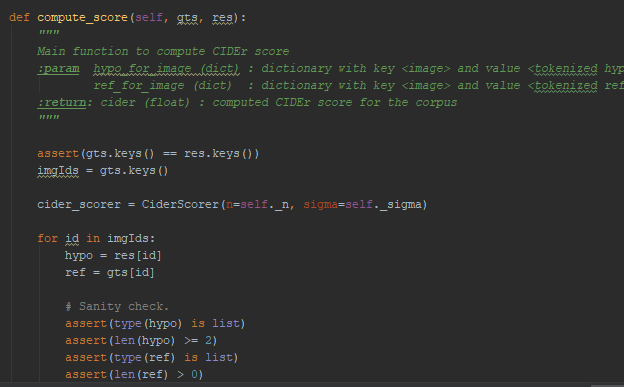 def compute_score(self, gts, res):
"""
Main function to compute CIDEr score
:param hypo_for_image (dict) : dictionary with key <image> and value <tokenized hyp
ref_for_image (dict) : dictionary with key <image> and value <tokenized ref
:return: cider (float) : computed CIDEr score for the corpus
"""
assert(gts.keys() == res.keys())
imgIds = gts.keys()
cider_scorer = CiderScorer(n=self._n, sigma=self._sigma)
for id in imgIds:
hypo = res[id]
ref = gts[id]
# Sanity check.
assert(type(hypo) is list)
assert(len(hypo) >= 2)
assert(type(ref) is list)
assert(len(ref) > 0)